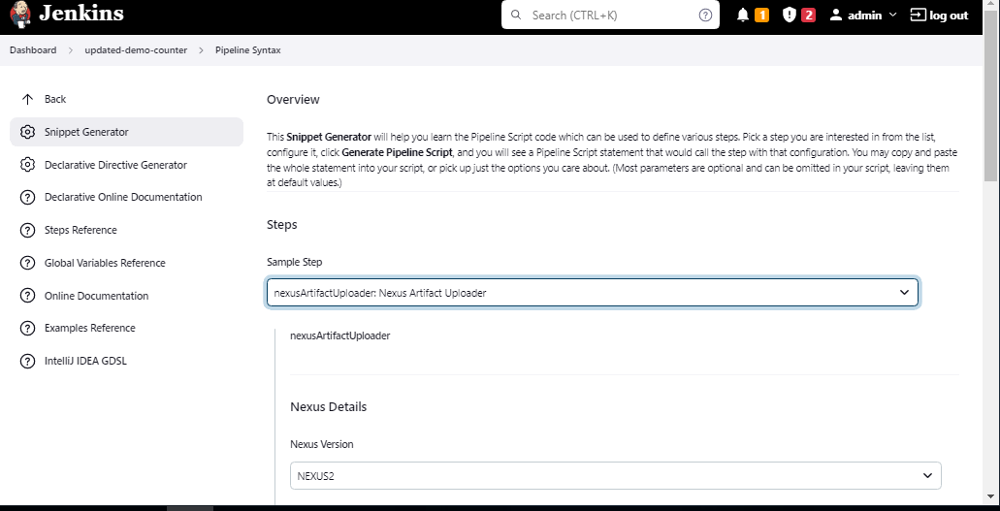 Jenkins
Search (CTRL+K)
1
2
admin
log out
Dashboard
updated-demo-counter
Pipeline Syntax
Back
Snippet Generator
Declarative Directive Generator
Declarative Online Documentation
Steps Reference
Global Variables Reference
Online Documentation
Examples Reference
IntelliJ IDEA GDSL
Overview
This Snippet Generator will help you learn the Pipeline Script code which can be used to define various steps. Pick a step you are interested in from the list,
configure it, click Generate Pipeline Script, and you will see a Pipeline Script statement that would call the step with that configuration. You may copy and paste
the whole statement into your script, or pick up just the options you care about. (Most parameters are optional and can be omitted in your script, leaving them
at default values.)
Steps
Sample Step
nexusArtifactUploader: Nexus Artifact Uploader
nexusArtifactUploader
Nexus Details
Nexus Version
NEXUS2